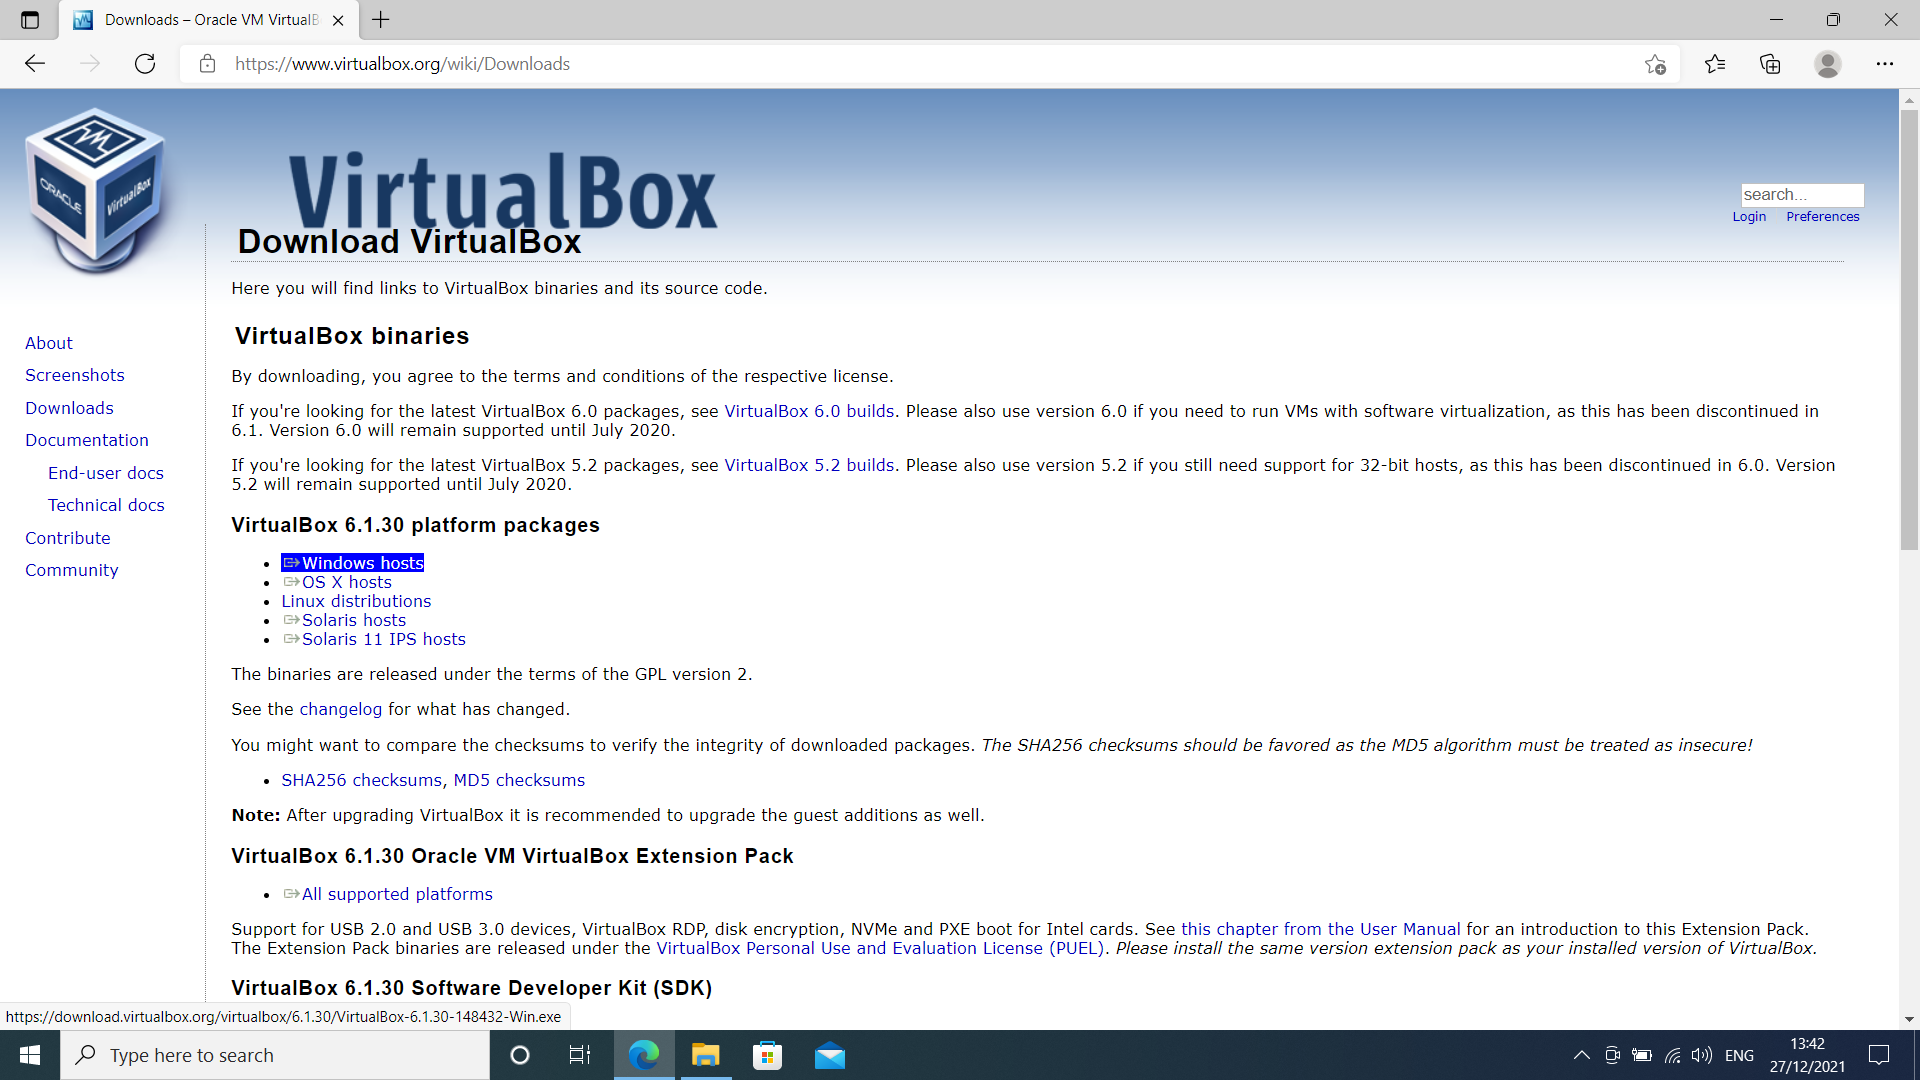 Downloads – Oracle VM VirtualB
https://www.virtualbox.org/wiki/Downloads
ORACLE
VirtualBox
VirtualBox
search...
Login
Preferences
Download VirtualBox
Here you will find links to VirtualBox binaries and its source code.
About
Screenshots
Downloads
Documentation
End-user docs
Technical docs
Contribute
Community
VirtualBox binaries
By downloading, you agree to the terms and conditions of the respective license.
If you're looking for the latest VirtualBox 6.0 packages, see VirtualBox 6.0 builds. Please also use version 6.0 if you need to run VMs with software virtualization, as this has been discontinued in
6.1. Version 6.0 will remain supported until July 2020.
If you're looking for the latest VirtualBox 5.2 packages, see VirtualBox 5.2 builds. Please also use version 5.2 if you still need support for 32-bit hosts, as this has been discontinued in 6.0. Version
5.2 will remain supported until July 2020.
VirtualBox 6.1.30 platform packages
• Windows hosts
• OS X hosts
• Linux distributions
• Solaris hosts
• Solaris 11 IPS hosts
The binaries are released under the terms of the GPL version 2.
See the changelog for what has changed.
You might want to compare the checksums to verify the integrity of downloaded packages. The SHA256 checksums should be favored as the MD5 algorithm must be treated as insecure!
• SHA256 checksums, MD5 checksums
Note: After upgrading VirtualBox it is recommended to upgrade the guest additions as well.
VirtualBox 6.1.30 Oracle VM VirtualBox Extension Pack
• All supported platforms
Support for USB 2.0 and USB 3.0 devices, VirtualBox RDP, disk encryption, NVMe and PXE boot for Intel cards. See this chapter from the User Manual for an introduction to this Extension Pack.
The Extension Pack binaries are released under the VirtualBox Personal Use and Evaluation License (PUEL). Please install the same version extension pack as your installed version of VirtualBox.
VirtualBox 6.1.30 Software Developer Kit (SDK)
https://download.virtualbox.org/virtualbox/6.1.30/VirtualBox-6.1.30-148432-Win.exe
Type here to search
ENG
13:42
27/12/2021